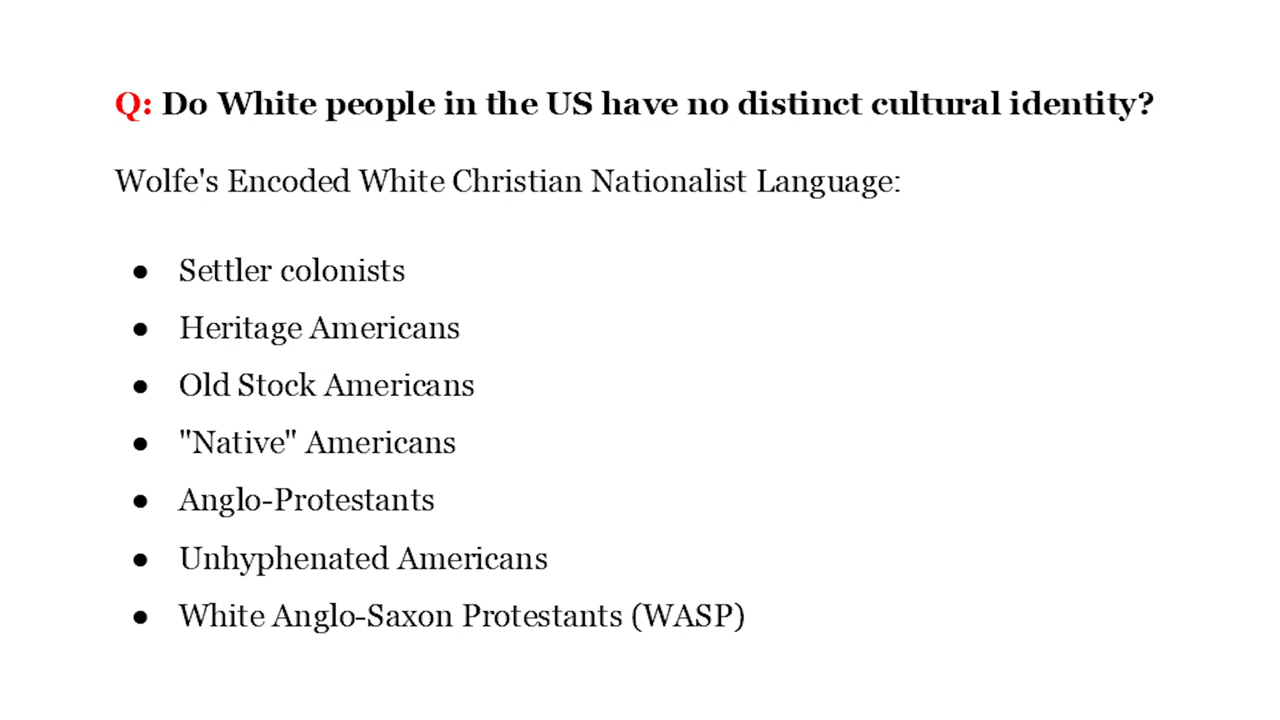 Q: Do White people in the US have no distinct cultural identity?
Wolfe's Encoded White Christian Nationalist Language:
● Settler colonists
● Heritage Americans
● Old Stock Americans
● "Native" Americans
● Anglo-Protestants
● Unhyphenated Americans
● White Anglo-Saxon Protestants (WASP)